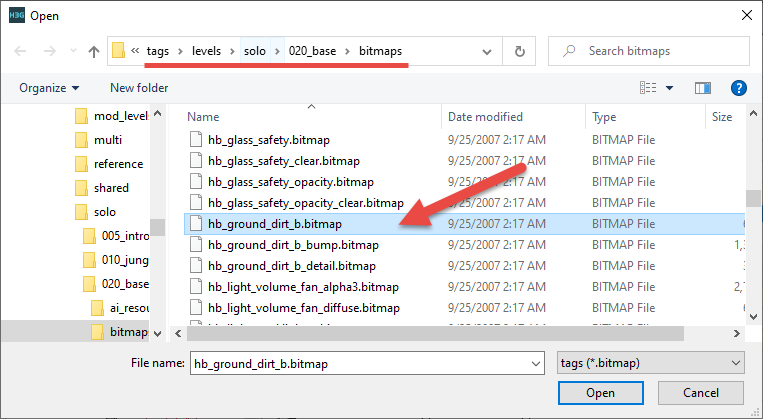 H3G Open
« tags > levels > solo > 020_base > bitmaps Search bitmaps
Organize New folder ?
Name Date modified Type Size
mod_levels
multi
reference
shared
solo
005_intro
010_jung
020_base
ai_resou
bitmaps
hb_glass_safety.bitmap 9/25/2007 2:17 AM BITMAP File
hb_glass_safety_clear.bitmap 9/25/2007 2:17 AM BITMAP File
hb_glass_safety_opacity.bitmap 9/25/2007 2:17 AM BITMAP File
hb_glass_safety_opacity_clear.bitmap 9/25/2007 2:17 AM BITMAP File
hb_ground_dirt_b.bitmap 9/25/2007 2:17 AM BITMAP File
hb_ground_dirt_b_bump.bitmap 9/25/2007 2:17 AM BITMAP File 1,3
hb_ground_dirt_b_detail.bitmap 9/25/2007 2:17 AM BITMAP File
hb_light_volume_fan_alpha3.bitmap 9/25/2007 2:17 AM BITMAP File 2,
hb_light_volume_fan_diffuse.bitmap 9/25/2007 2:17 AM BITMAP File
File name: hb_ground_dirt_b.bitmap tags (*.bitmap)
Open Cancel